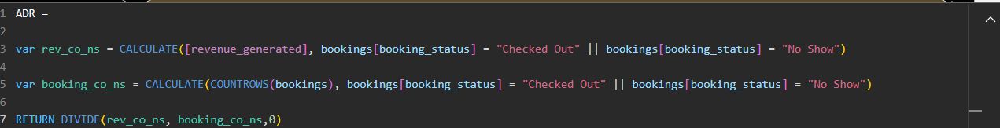 1 ADR =
2
3 var rev_co_ns = CALCULATE([revenue_generated], bookings[booking_status] = "Checked Out" || bookings[booking_status] = "No Show")
4
5 var booking_co_ns = CALCULATE(COUNTROWS(bookings), bookings[booking_status] = "Checked Out" || bookings[booking_status] = "No Show")
6
7 RETURN DIVIDE(rev_co_ns, booking_co_ns,0)